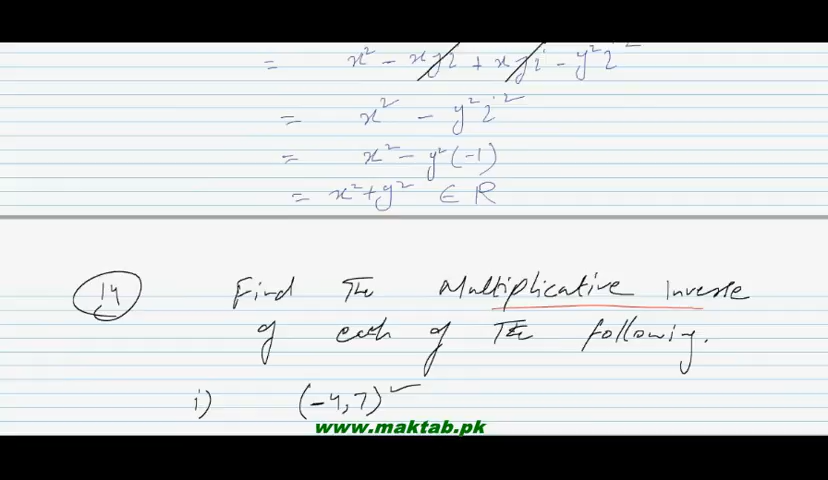 = x² - xyi + xyi - y²i²
= x² - y²i²
= x² - y²(-1)
= x²+y² ∈ R
14 Find The Multiplicative Inverse
of each of The following.
i) (-4,7)
www.maktab.pk